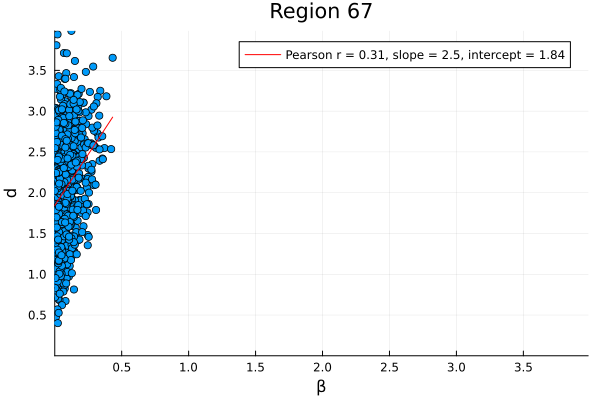 Region 67
Pearson r = 0.31, slope = 2.5, intercept = 1.84
d
3.5
3.0
2.5
2.0
1.5
1.0
0.5
0.5 1.0 1.5 2.0 2.5 3.0 3.5
β